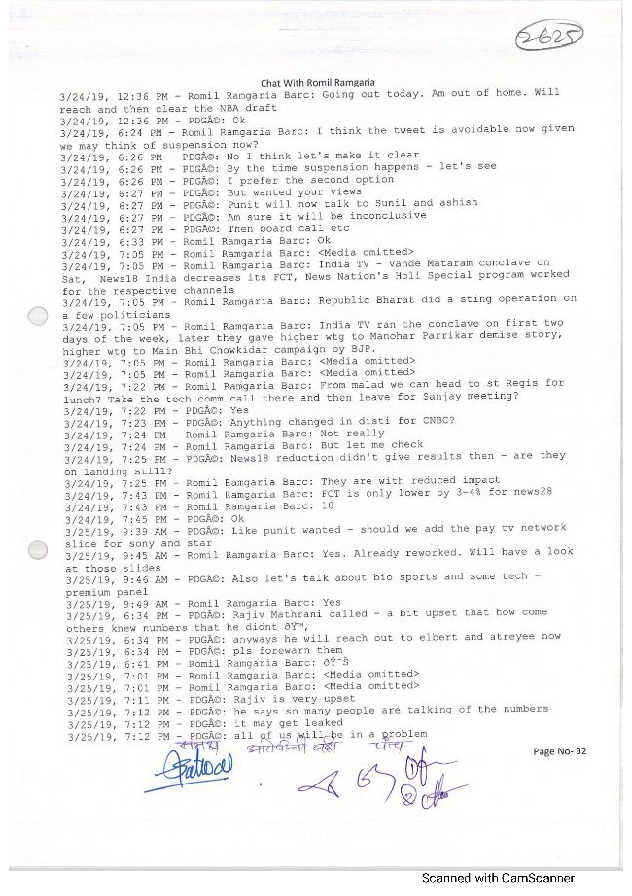 2625
Chat With Romil Ramgaria
3/24/19, 12:36 PM - Romil Ramgaria Barc: Going out today. Am out of home. Will
reach and then clear the NBA draft
3/24/19, 12:36 PM - PDGÂ©: Ok
3/24/19, 6:24 PM - Romil Ramgaria Barc: I think the tweet is avoidable now given
we may think of suspension now?
3/24/19, 6:26 PM - PDGÂ©: No I think let's make it clear
3/24/19, 6:26 PM - PDGÂ©: By the time suspension happens - let's see
3/24/19, 6:26 PM - PDGÂ©: I prefer the second option
3/24/19, 6:27 PM - PDGÂ©: But wanted your views
3/24/19, 6:27 PM - PDGÂ©: Punit will now talk to Sunil and ashish
3/24/19, 6:27 PM - PDGÂ©: Am sure it will be inconclusive
3/24/19, 6:27 PM - PDGÂ©: Then board call etc
3/24/19, 6:33 PM - Romil Ramgaria Barc: Ok
3/24/19, 7:05 PM - Romil Ramgaria Barc: <Media omitted>
3/24/19, 7:05 PM - Romil Ramgaria Barc: India TV - Vande Mataram conclave on
Sat, News18 India decreases its FCT, News Nation's Holi Special program worked
for the respective channels
3/24/19, 7:05 PM - Romil Ramgaria Barc: Republic Bharat did a sting operation on
a few politicians
3/24/19, 7:05 PM - Romil Ramgaria Barc: India TV ran the conclave on first two
days of the week, later they gave higher wtg to Manohar Parrikar demise story,
higher wtg to Main Bhi Chowkidar campaign by BJP.
3/24/19, 7:05 PM - Romil Ramgaria Barc: <Media omitted>
3/24/19, 7:05 PM - Romil Ramgaria Barc: <Media omitted>
3/24/19, 7:22 PM - Romil Ramgaria Barc: From malad we can head to st Regis for
lunch? Take the tech comm call there and then leave for Sanjay meeting?
3/24/19, 7:22 PM - PDGÂ©: Yes
3/24/19, 7:23 PM - PDGÂ©: Anything changed in disti for CNBC?
3/24/19, 7:24 PM - Romil Ramgaria Barc: Not really
3/24/19, 7:24 PM - Romil Ramgaria Barc: But let me check
3/24/19, 7:25 PM - PDGÂ©: News18 reduction didn't give results then - are they
on landing still?
3/24/19, 7:25 PM - Romil Ramgaria Barc: They are with reduced impact
3/24/19, 7:43 PM - Romil Ramgaria Barc: FCT is only lower by 3-4% for news28
3/24/19, 7:43 PM - Romil Ramgaria Barc: 18
3/24/19, 7:45 PM - PDGÂ©: Ok
3/25/19, 9:39 AM - PDGÂ©: Like punit wanted - should we add the pay tv network
slice for sony and star
3/25/19, 9:45 AM - Romil Ramgaria Barc: Yes. Already reworked. Will have a look
at those slides
3/25/19, 9:46 AM - PDGÂ©: Also let's talk about bio sports and some tech -
premium panel
3/25/19, 9:49 AM - Romil Ramgaria Barc: Yes
3/25/19, 6:34 PM - PDGÂ©: Rajiv Mathrani called - a bit upset that how come
others knew numbers that he didnt ðŸ™,
3/25/19, 6:34 PM - PDGÂ©: anyways he will reach out to elbert and atreyee now
3/25/19, 6:34 PM - PDGÂ©: pls forewarn them
3/25/19, 6:41 PM - Romil Ramgaria Barc: ðŸ˜Š
3/25/19, 7:01 PM - Romil Ramgaria Barc: <Media omitted>
3/25/19, 7:01 PM - Romil Ramgaria Barc: <Media omitted>
3/25/19, 7:11 PM - PDGÂ©: Rajiv is very upset
3/25/19, 7:12 PM - PDGÂ©: he says so many people are talking of the numbers
3/25/19, 7:12 PM - PDGÂ©: it may get leaked
3/25/19, 7:12 PM - PDGÂ©: all of us will be in a problem
पंच
Page No- 92
① 
②
Scanned with CamScanner